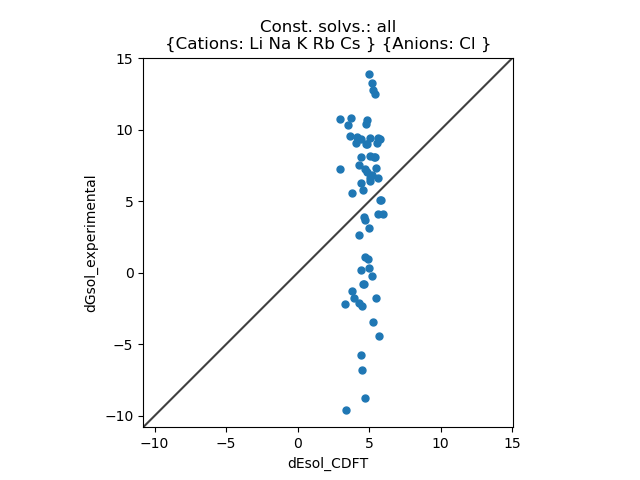 Const. solvs.: all
{Cations: Li Na K Rb Cs } {Anions: Cl }
15
10
5
0
−5
−10
dGsol_experimental
−10 −5 0 5 10 15
dEsol_CDFT